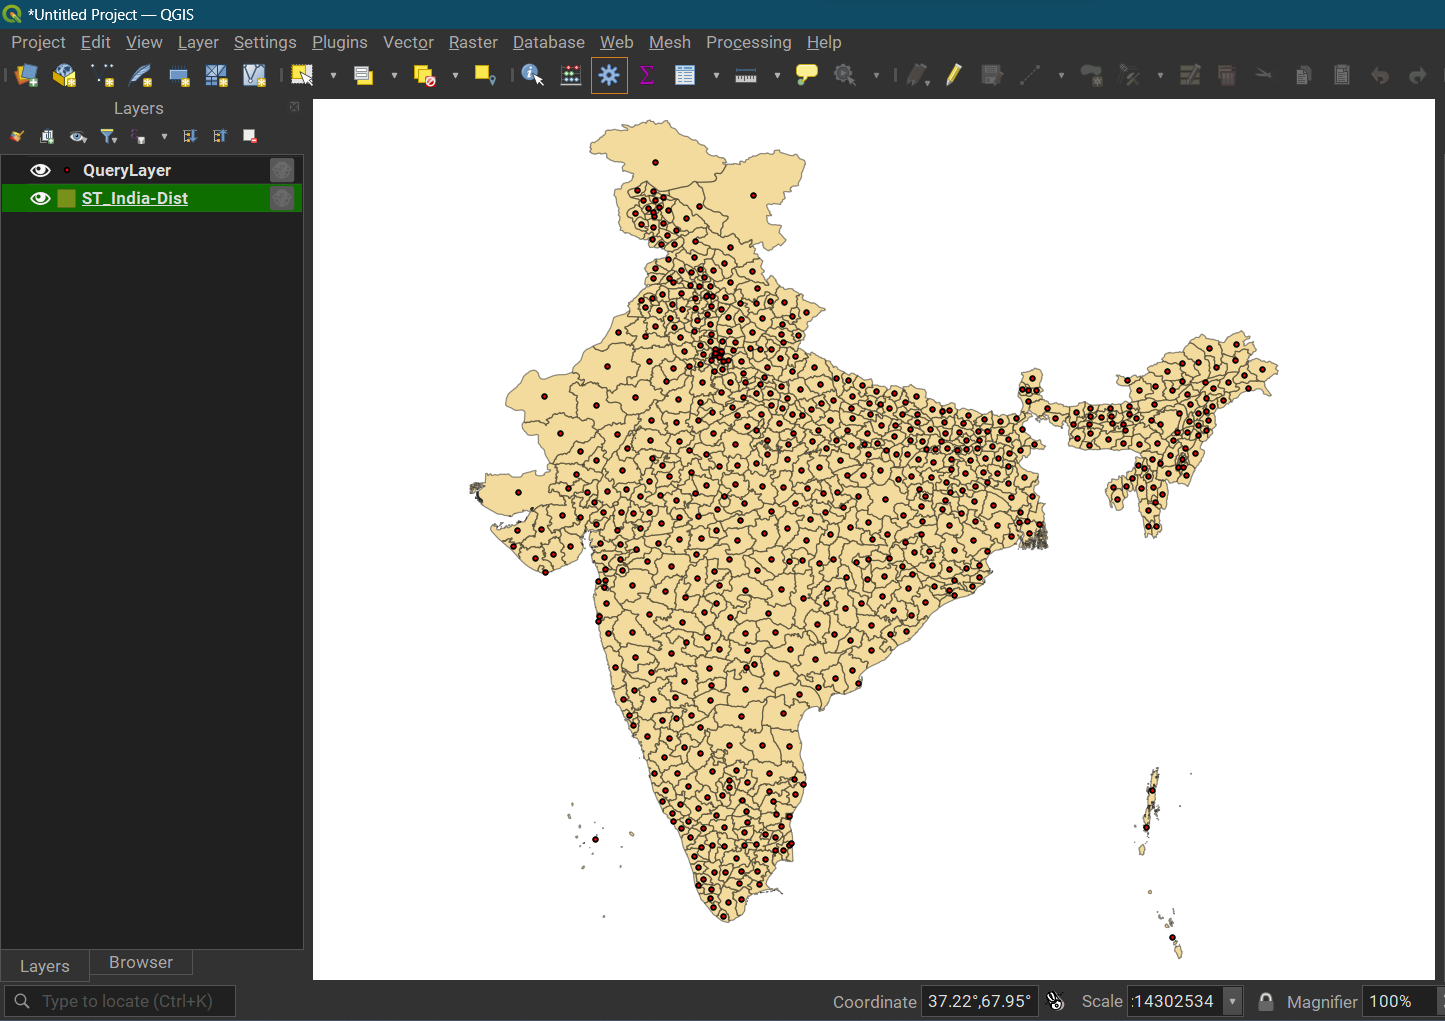 *Untitled Project — QGIS
Project Edit View Layer Settings Plugins Vector Raster Database Web Mesh Processing Help
Layers
QueryLayer
ST_India-Dist
Layers Browser
Type to locate (Ctrl+K)
Coordinate 37.22°,67.95° Scale :14302534 Magnifier 100%